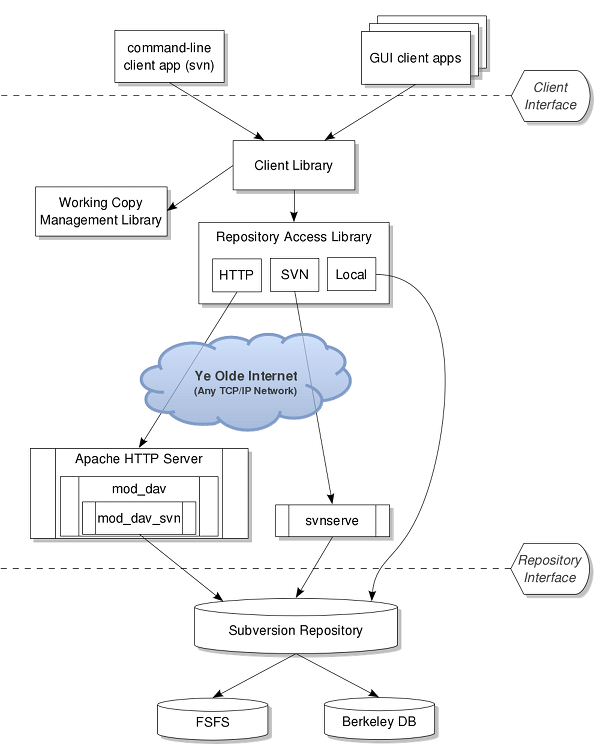 command-line
client app (svn)
GUI client apps
Client
Interface
Client Library
Working Copy
Management Library
Repository Access Library
HTTP
SVN
Local
Ye Olde Internet
(Any TCP/IP Network)
Apache HTTP Server
mod_dav
mod_dav_svn
svnserve
Repository
Interface
Subversion Repository
FSFS
Berkeley DB